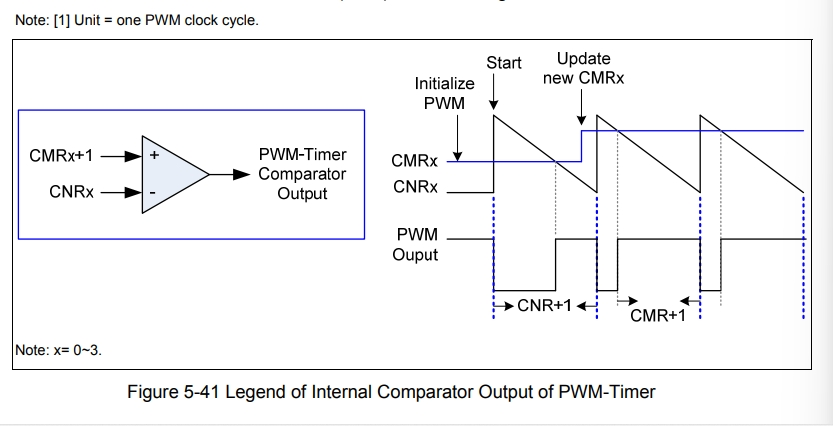 Note: [1] Unit = one PWM clock cycle.
Start
Update
new CMRx
Initialize
PWM
CMRx+1
+
CNRx
-
PWM-Timer
Comparator
Output
CMRx
CNRx
PWM
Ouput
CNR+1
CMR+1
Note: x= 0~3.
Figure 5-41 Legend of Internal Comparator Output of PWM-Timer